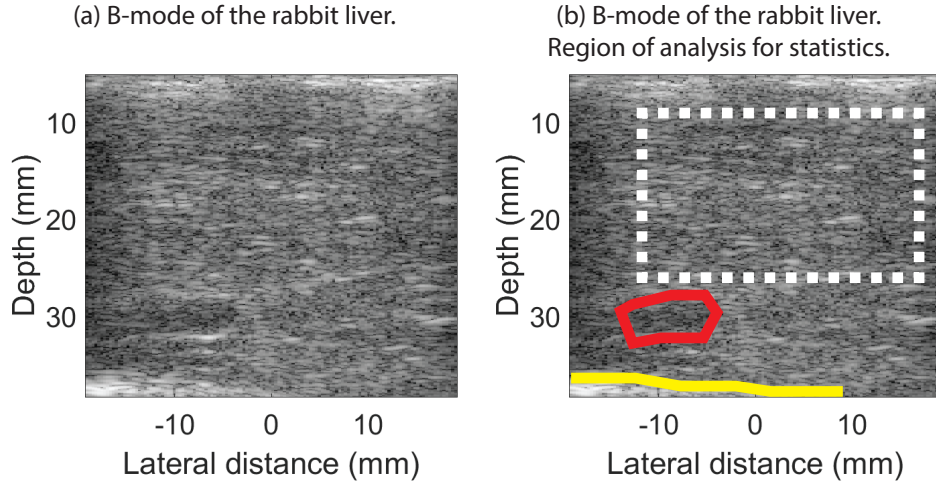 (a) B-mode of the rabbit liver.
(b) B-mode of the rabbit liver.
Region of analysis for statistics.
Depth (mm)
10
20
30
-10 0 10
Lateral distance (mm)
Depth (mm)
10
20
30
-10 0 10
Lateral distance (mm)